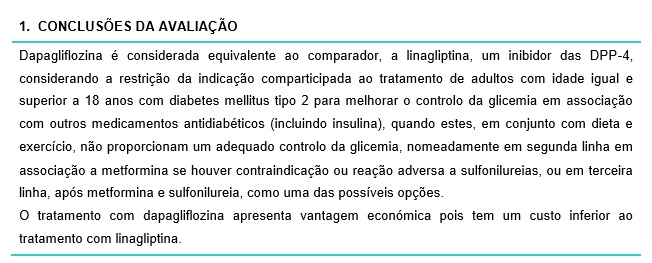 1. CONCLUSÕES DA AVALIAÇÃO
Dapagliflozina é considerada equivalente ao comparador, a linagliptina, um inibidor das DPP-4,
considerando a restrição da indicação comparticipada ao tratamento de adultos com idade igual e
superior a 18 anos com diabetes mellitus tipo 2 para melhorar o controlo da glicemia em associação
com outros medicamentos antidiabéticos (incluindo insulina), quando estes, em conjunto com dieta e
exercício, não proporcionam um adequado controlo da glicemia, nomeadamente em segunda linha em
associação a metformina se houver contraindicação ou reação adversa a sulfonilureias, ou em terceira
linha, após metformina e sulfonilureia, como uma das possíveis opções.
O tratamento com dapagliflozina apresenta vantagem económica pois tem um custo inferior ao
tratamento com linagliptina.